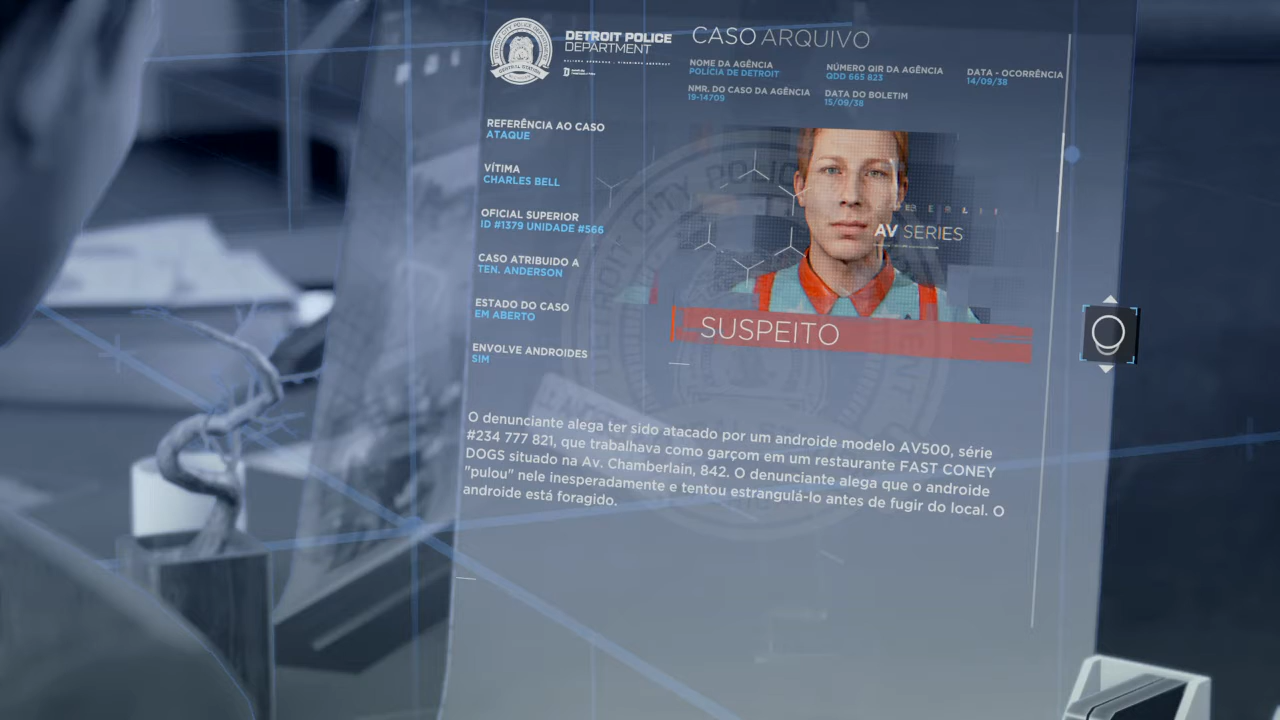 DETROIT POLICE
DEPARTMENT
CASO ARQUIVO
NOME DA AGÊNCIA
POLÍCIA DE DETROIT
NÚMERO QIR DA AGÊNCIA
QDD 665 823
DATA - OCORRÊNCIA
14/09/38
NMR. DO CASO DA AGÊNCIA
19-14709
DATA DO BOLETIM
15/09/38
REFERÊNCIA AO CASO
ATAQUE
VÍTIMA
CHARLES BELL
OFICIAL SUPERIOR
ID #1379 UNIDADE #566
CASO ATRIBUIDO A
TEN. ANDERSON
ESTADO DO CASO
EM ABERTO
ENVOLVE ANDROIDES
SIM
AV SERIES
SUSPEITO
O denunciante alega ter sido atacado por um androide modelo AV500, série
#234 777 821, que trabalhava como garçom em um restaurante FAST CONEY
DOGS situado na Av. Chamberlain, 842. O denunciante alega que o androide
"pulou" nele inesperadamente e tentou estrangulá-lo antes de fugir do local. O
androide está foragido.